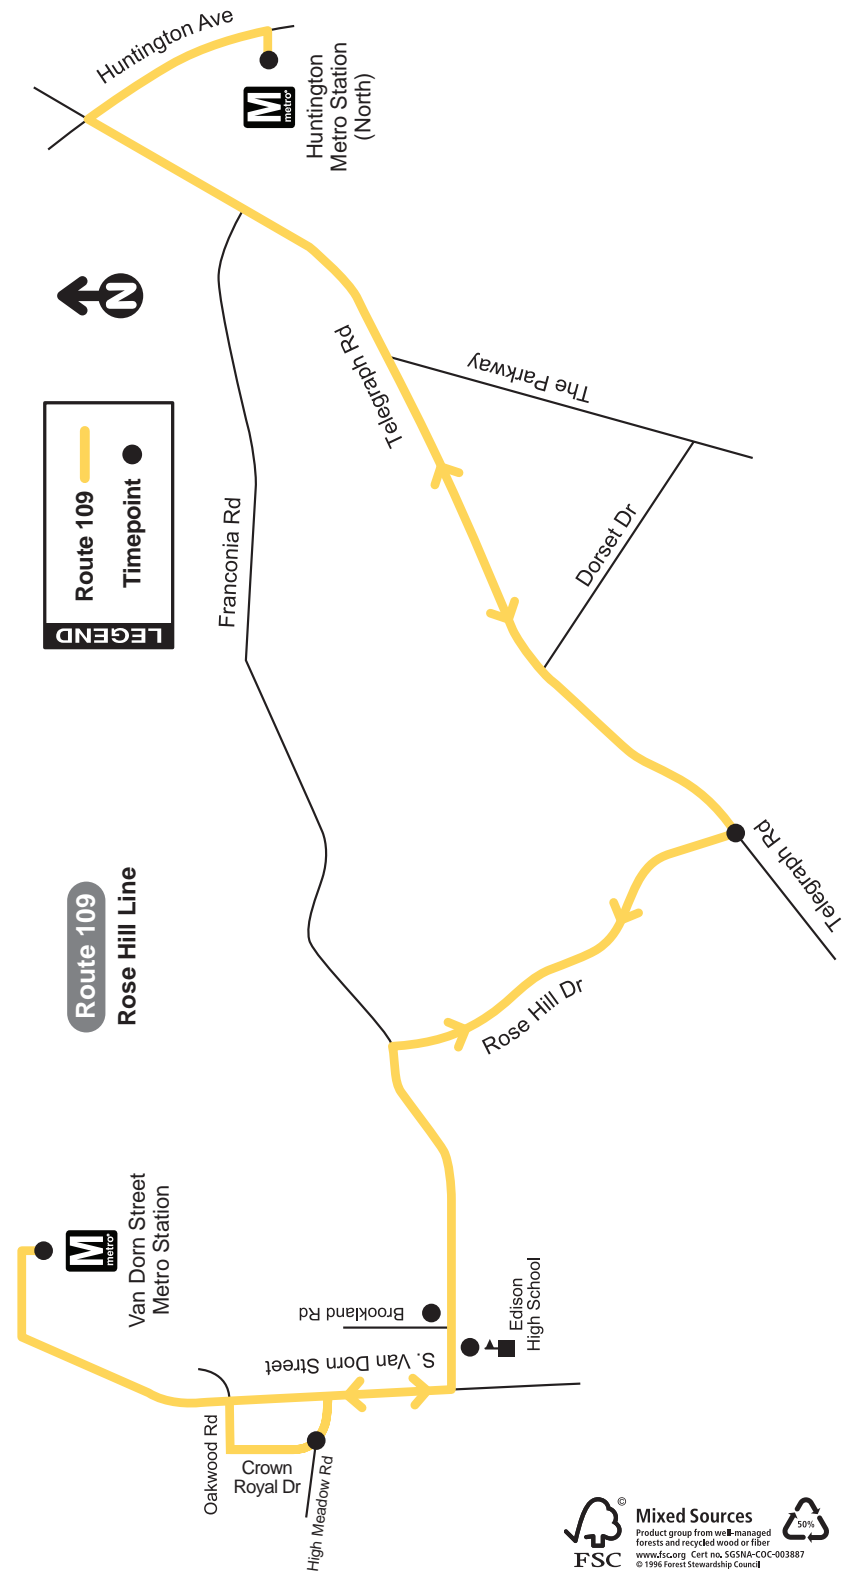 Huntington Ave
M
metro®
Huntington
Metro Station
(North)
N
Telegraph Rd
The Parkway
LEGEND
Route 109
Timepoint
Franconia Rd
Dorset Dr
Route 109
Rose Hill Line
Telegraph Rd
Rose Hill Dr
M
metro®
Van Dorn Street
Metro Station
Brookland Rd
Edison
High School
S. Van Dorn Street
Oakwood Rd
Crown
Royal Dr
High Meadow Rd
©
FSC
Mixed Sources
Product group from well-managed
forests and recycled wood or fiber
www.fsc.org Cert no. SGSNA-COC-003887
© 1996 Forest Stewardship Council
50%